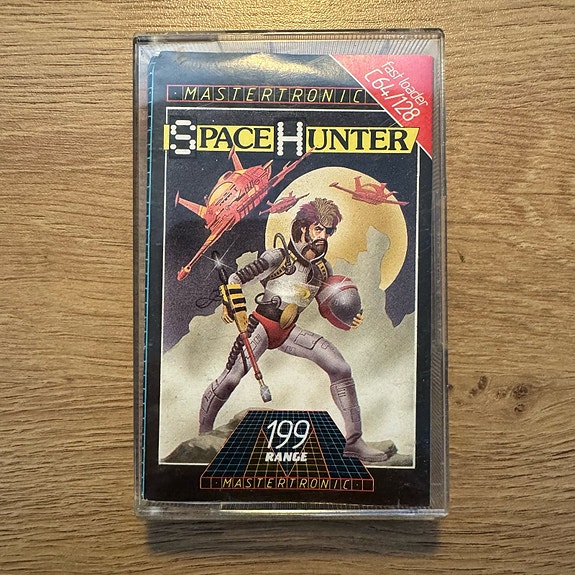 MASTERTRONIC
fast loader
C64/128
SPACE HUNTER
199
RANGE
MASTERTRONIC